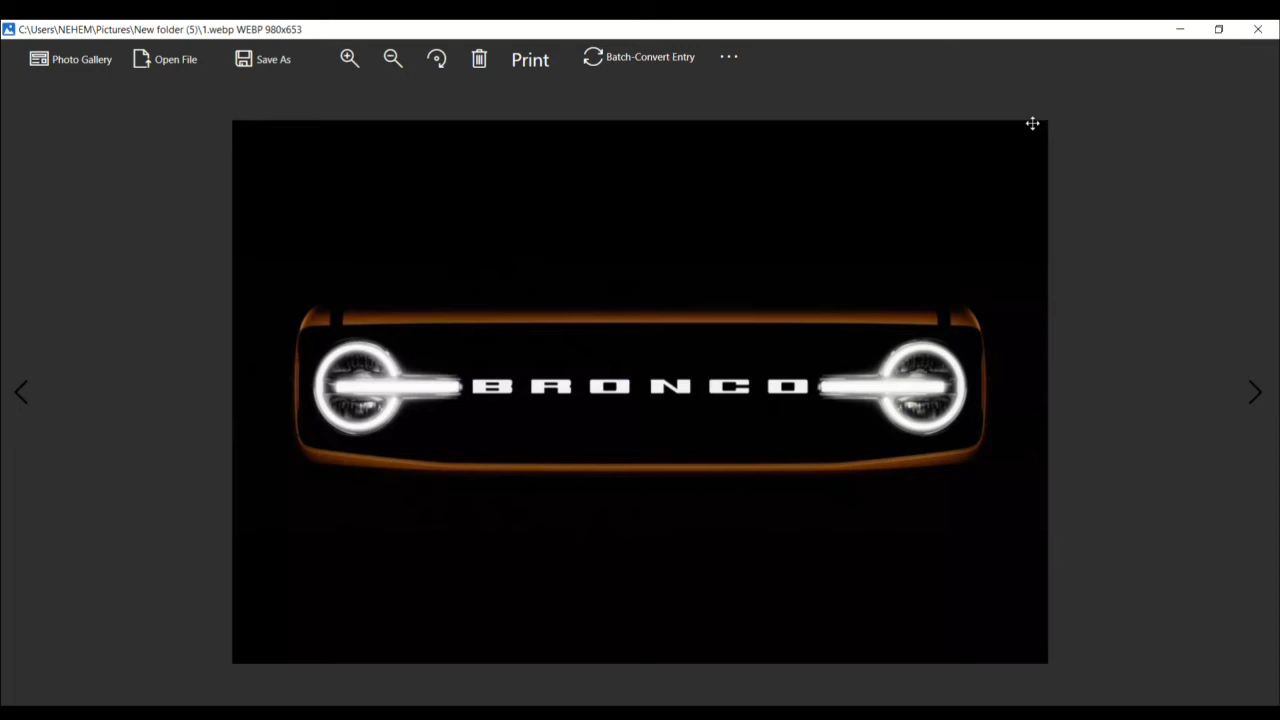 C:\Users\NEHEM\Pictures\New folder (5)\1.webp WEBP 980x653
Photo Gallery Open File Save As Print Batch-Convert Entry ...
BRONCO